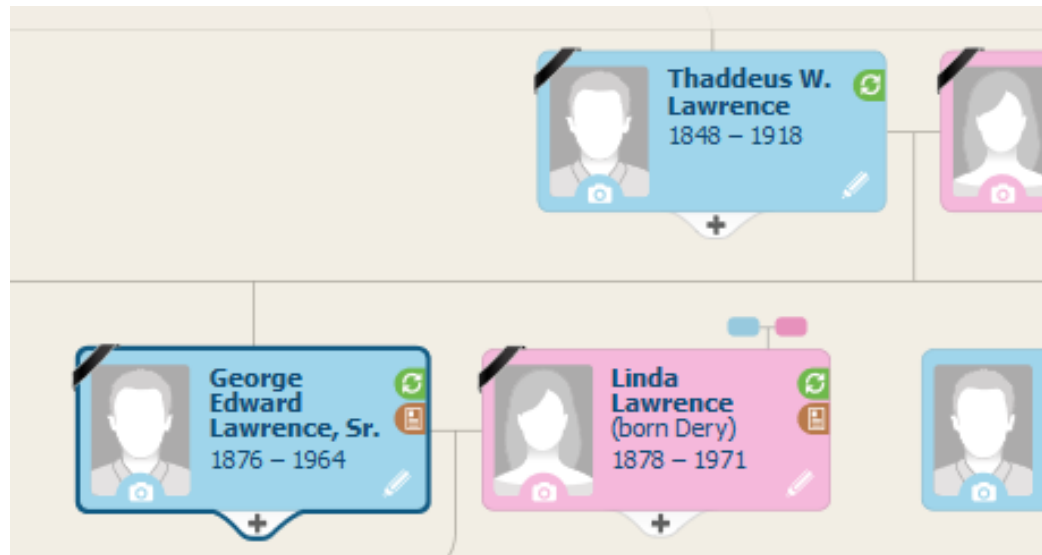 Thaddeus W.
Lawrence
1848 – 1918
George
Edward
Lawrence, Sr.
1876 – 1964
Linda
Lawrence
(born Dery)
1878 – 1971